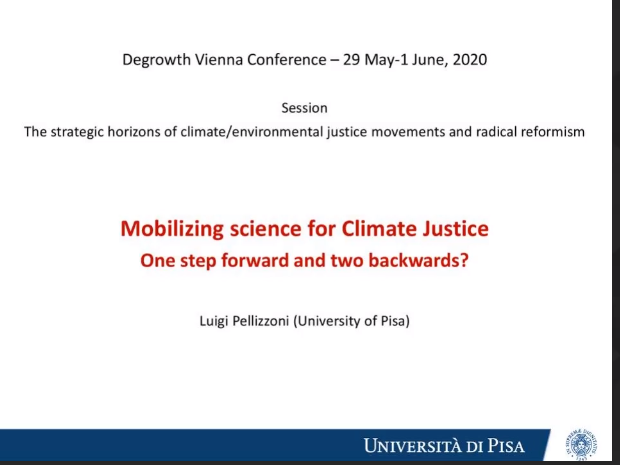 Degrowth Vienna Conference – 29 May-1 June, 2020
Session
The strategic horizons of climate/environmental justice movements and radical reformism
Mobilizing science for Climate Justice
One step forward and two backwards?
Luigi Pellizzoni (University of Pisa)
Università di Pisa